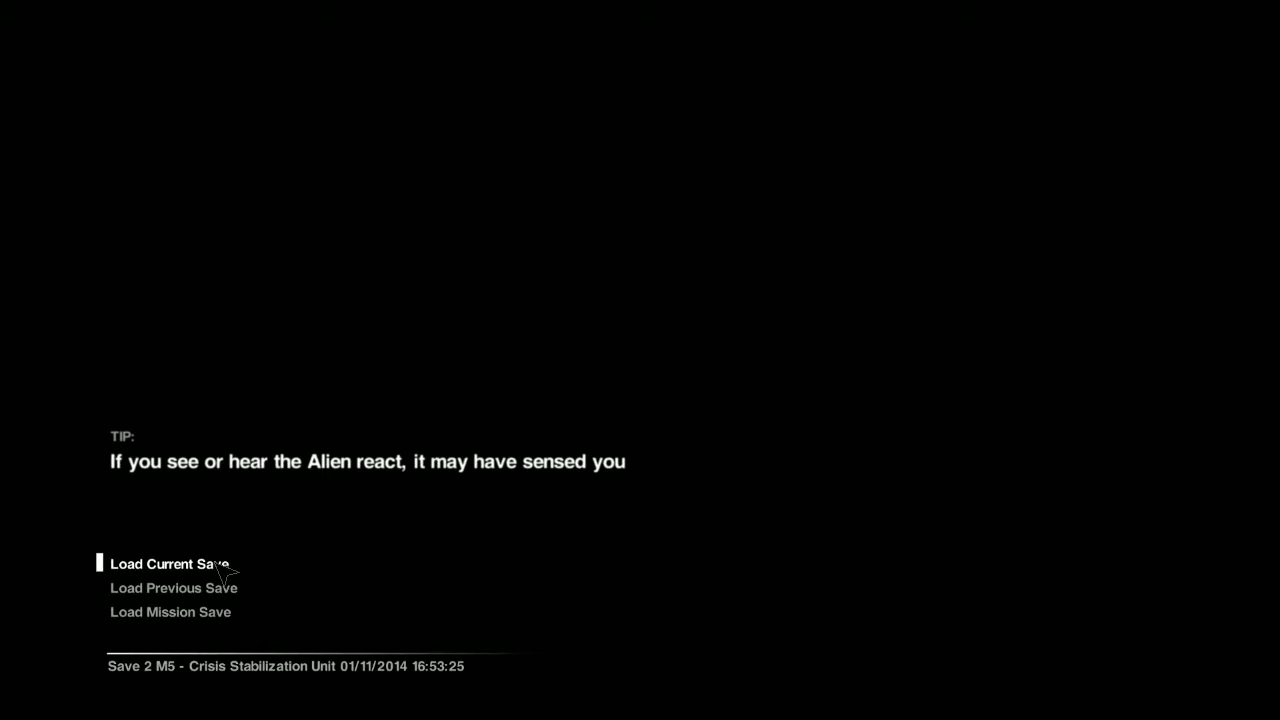 TIP:
If you see or hear the Alien react, it may have sensed you
Load Current Save
Load Previous Save
Load Mission Save
Save 2 M5 - Crisis Stabilization Unit 01/11/2014 16:53:25